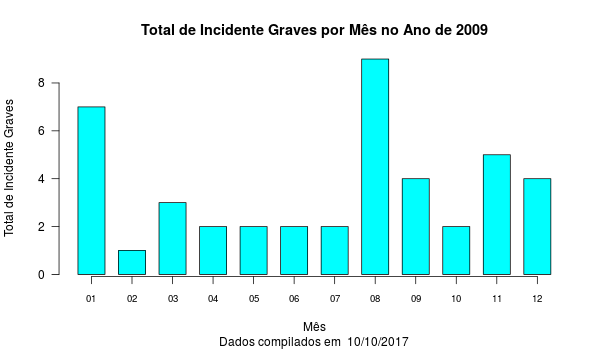 Total de Incidente Graves por Mês no Ano de 2009
Total de Incidente Graves
8
6
4
2
0
01 02 03 04 05 06 07 08 09 10 11 12
Mês
Dados compilados em 10/10/2017